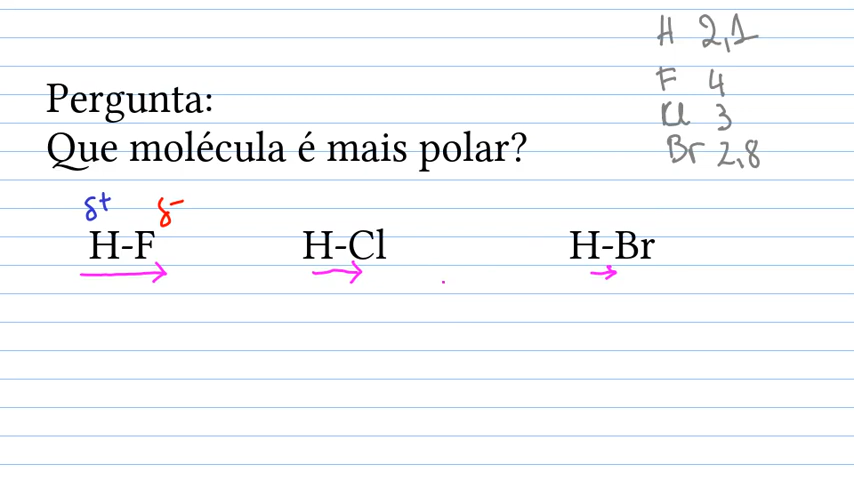 H 2,1
F 4
Cl 3
Br 2,8
Pergunta:
Que molécula é mais polar?
δ+ δ-
H-F H-Cl H-Br